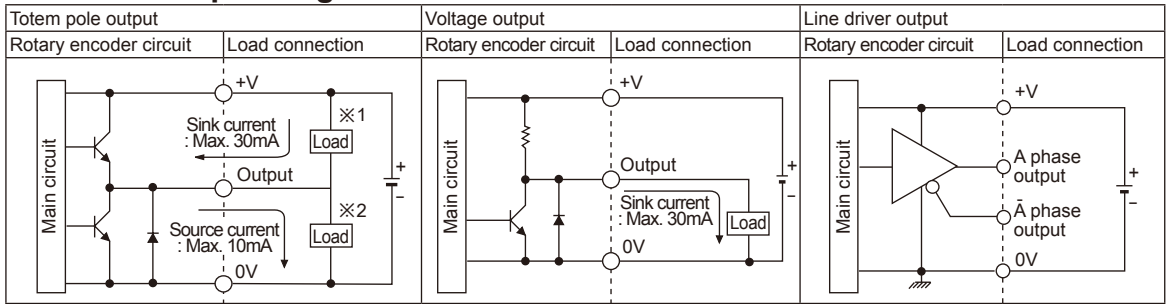 Totem pole output
Rotary encoder circuit
Load connection
Main circuit
+V
Sink current
: Max. 30mA
※1
Load
Output
+
−
Source current
: Max. 10mA
※2
Load
0V
Voltage output
Rotary encoder circuit
Load connection
Main circuit
+V
Output
Sink current
: Max. 30mA
Load
+
−
0V
Line driver output
Rotary encoder circuit
Load connection
Main circuit
+V
A phase
output
Ā phase
output
+
−
0V